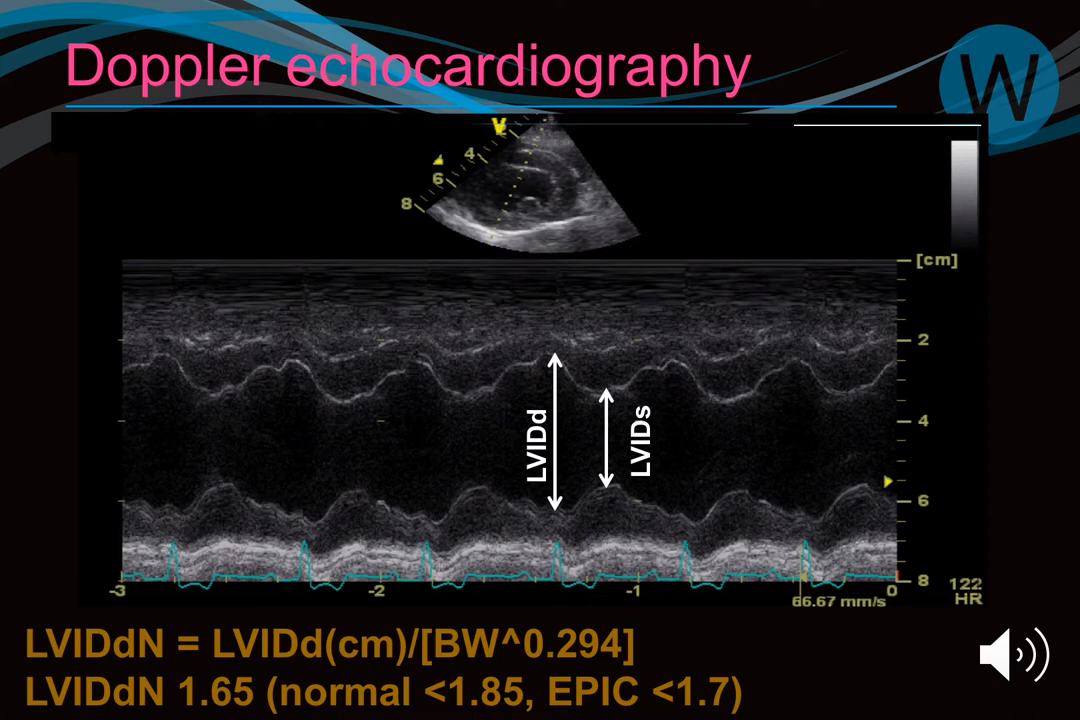 Doppler echocardiography
W
V
4
6
8
[cm]
2
4
LVIDd
LVIDs
6
8
-3
-2
-1
0
122
HR
66.67 mm/s
LVIDdN = LVIDd(cm)/[BW^0.294]
LVIDdN 1.65 (normal <1.85, EPIC <1.7)